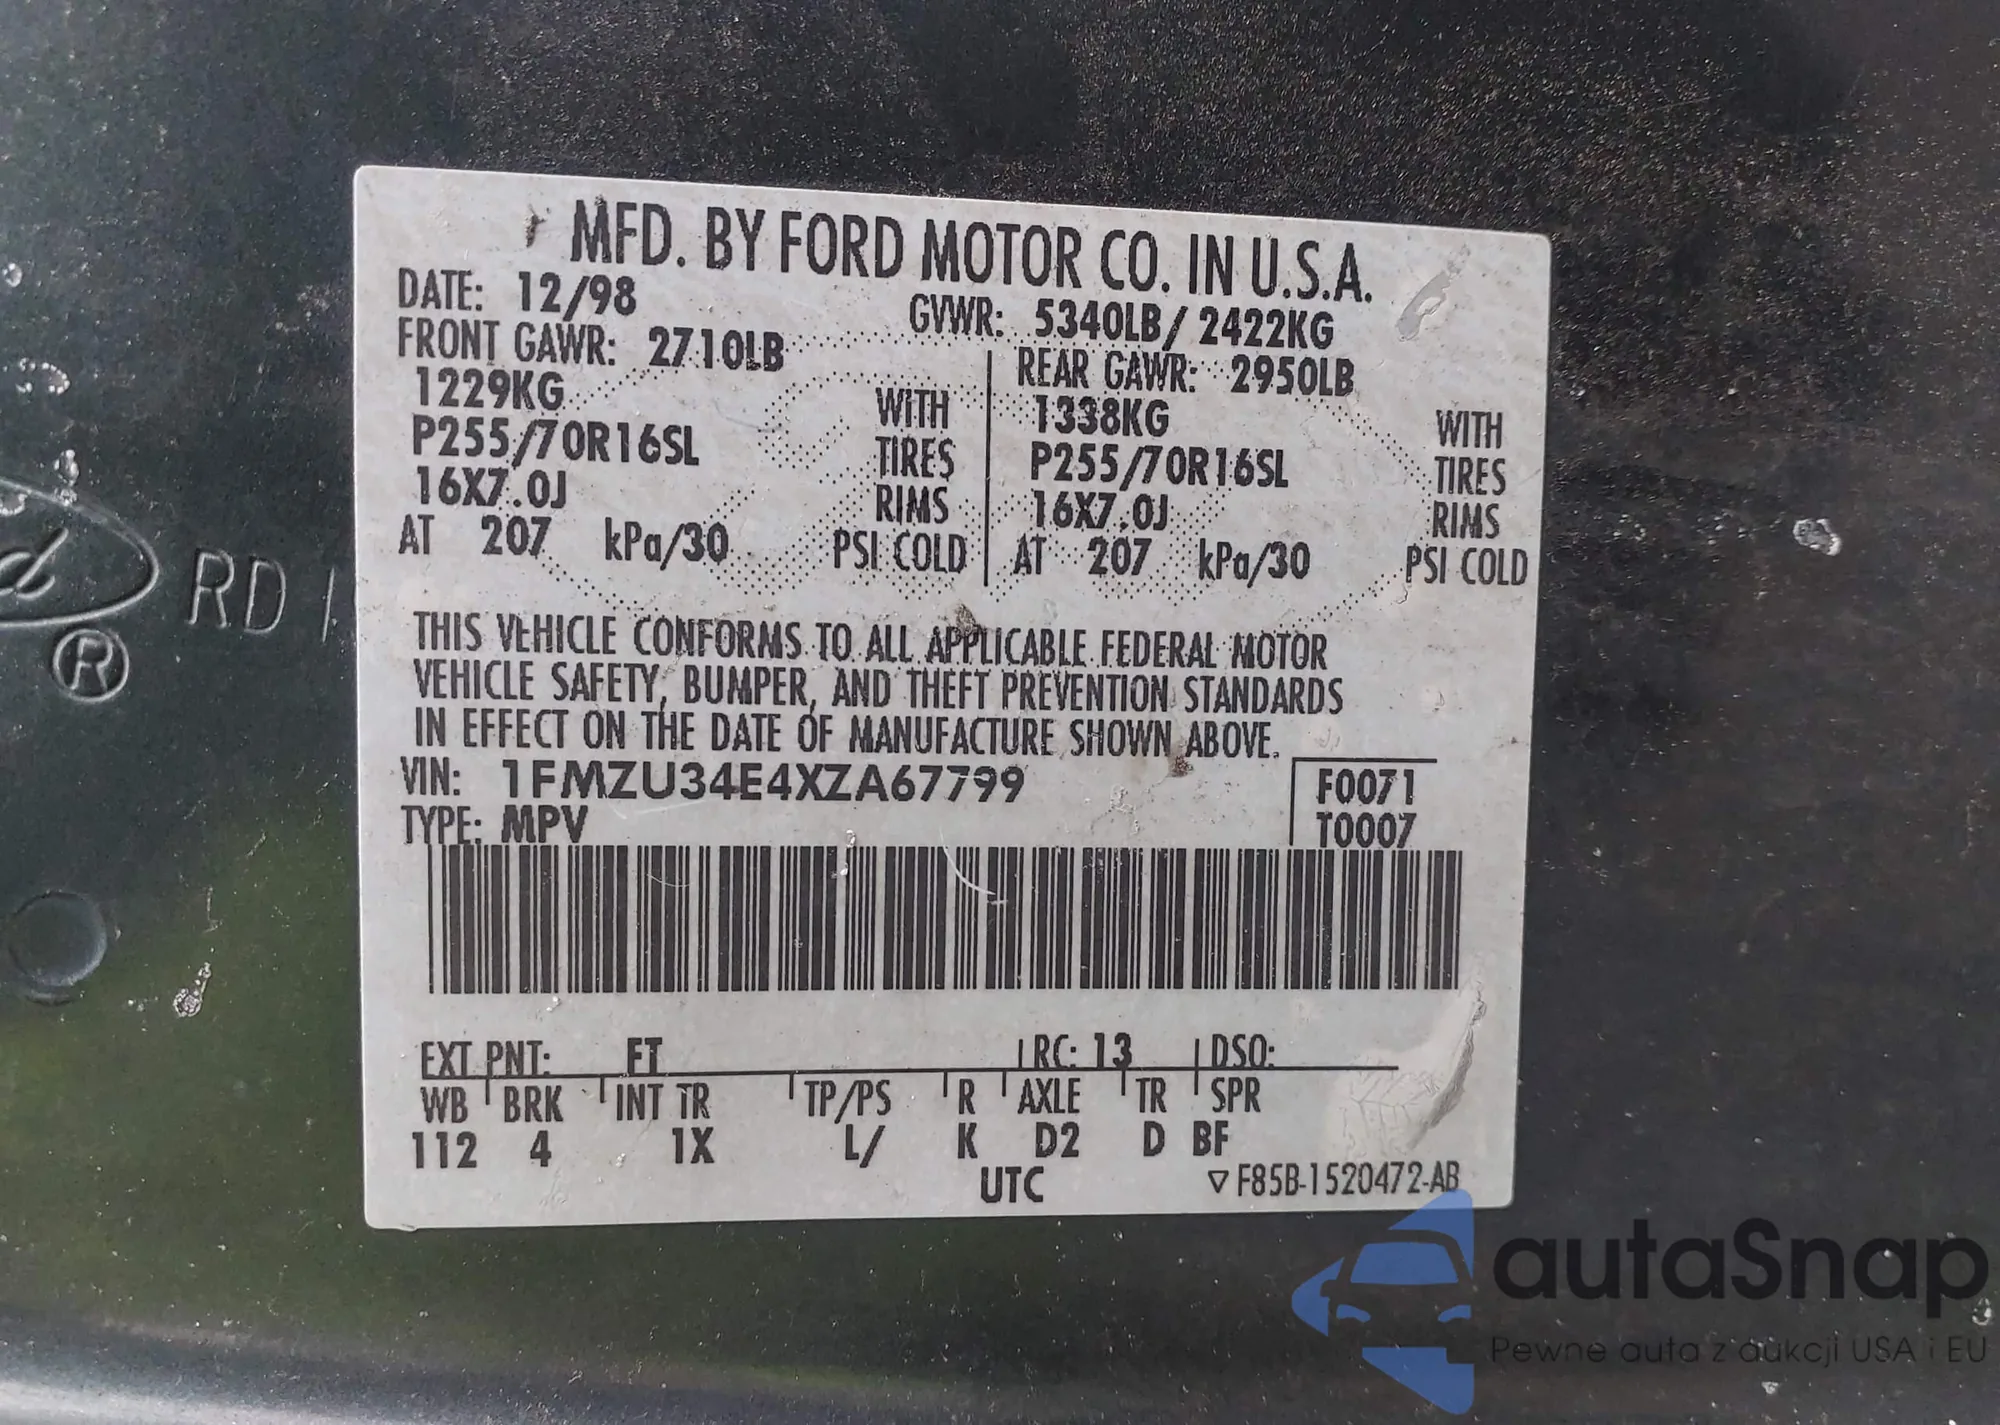 MFD. BY FORD MOTOR CO. IN U.S.A.
DATE: 12/98 GVWR: 5340LB/ 2422KG
FRONT GAWR: 2710LB REAR GAWR: 2950LB
1229KG WITH 1338KG WITH
P255/70R16SL TIRES P255/70R16SL TIRES
16X7.0J RIMS 16X7.0J RIMS
AT 207 kPa/30 PSI COLD AT 207 kPa/30 PSI COLD
THIS VEHICLE CONFORMS TO ALL APPLICABLE FEDERAL MOTOR
VEHICLE SAFETY, BUMPER, AND THEFT PREVENTION STANDARDS
IN EFFECT ON THE DATE OF MANUFACTURE SHOWN ABOVE.
VIN: 1FMZU34E4XZA67799 F0071
TYPE: MPV T0007
EXT PNT: FT RC: 13 DSO:
WB BRK INT TR TP/PS R AXLE TR SPR
112 4 1X L/ K D2 D BF
UTC ▽F85B-1520472-AB
RD
®
autaSnap
Pewne auta z aukcji USA i EU